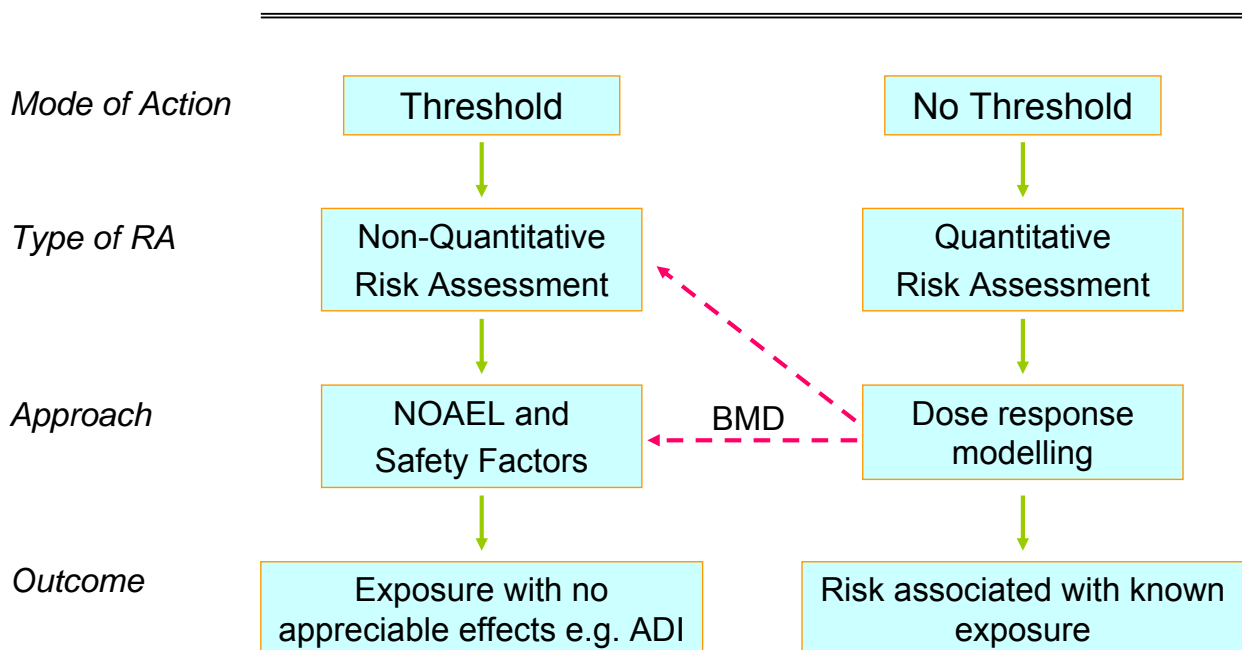 Mode of Action
Threshold
No Threshold
Type of RA
Non-Quantitative
Risk Assessment
Quantitative
Risk Assessment
Approach
NOAEL and
Safety Factors
BMD
Dose response
modelling
Outcome
Exposure with no
appreciable effects e.g. ADI
Risk associated with known
exposure